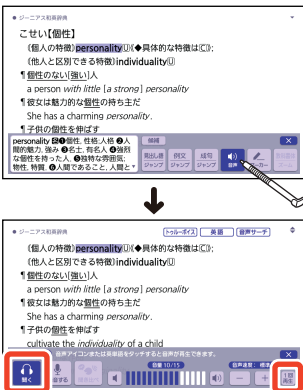 ● ジーニアス和英辞典
こせい【個性】
(個人の特徴)personalityⓊ(◆具体的な特徴はⒸ);
(他人と区別できる特徴)individualityⓊ
¶個性のない[強い]人
a person with little [a strong] personality
¶彼女は魅力的な個性の持ち主だ
She has a charming personality.
¶子供の個性を伸ばす
personality ❶個性, 性格;人格 ❷人
間的魅力, 強み ❸名士, 有名人 ❹強烈
な個性を持った人, ❺独特な雰囲気;
物性, 特質, ❻人間であること, 人間と
候補
見出し語
ジャンプ
例文
ジャンプ
成句
ジャンプ
音声
マーカー
● ジーニアス和英辞典
トゥルーボイス
英語
音声サーチ
(個人の特徴)personalityⓊ(◆具体的な特徴はⒸ);
(他人と区別できる特徴)individualityⓊ
¶個性のない[強い]人
a person with little [a strong] personality
¶彼女は魅力的な個性の持ち主だ
She has a charming personality.
¶子供の個性を伸ばす
cultivate the individuality of a child
音声アイコンまたは英単語をタッチすると音声が再生できます。
聞く
音量 10/15
音声速度: 標準